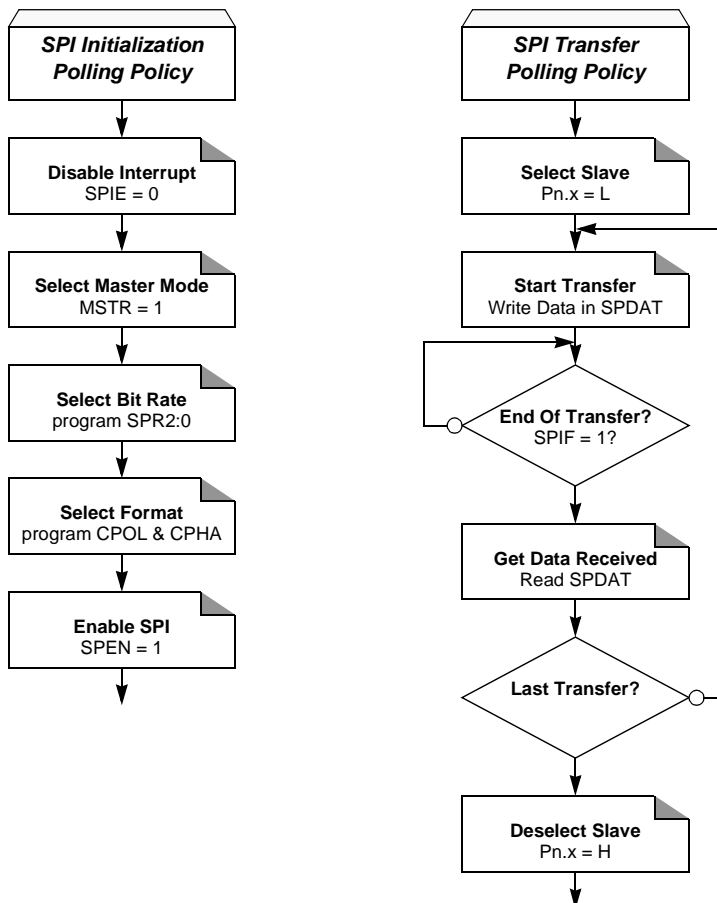 SPI Initialization
Polling Policy
Disable Interrupt
SPIE = 0
Select Master Mode
MSTR = 1
Select Bit Rate
program SPR2:0
Select Format
program CPOL & CPHA
Enable SPI
SPEN = 1
SPI Transfer
Polling Policy
Select Slave
Pn.x = L
Start Transfer
Write Data in SPDAT
End Of Transfer?
SPIF = 1?
Get Data Received
Read SPDAT
Last Transfer?
Deselect Slave
Pn.x = H